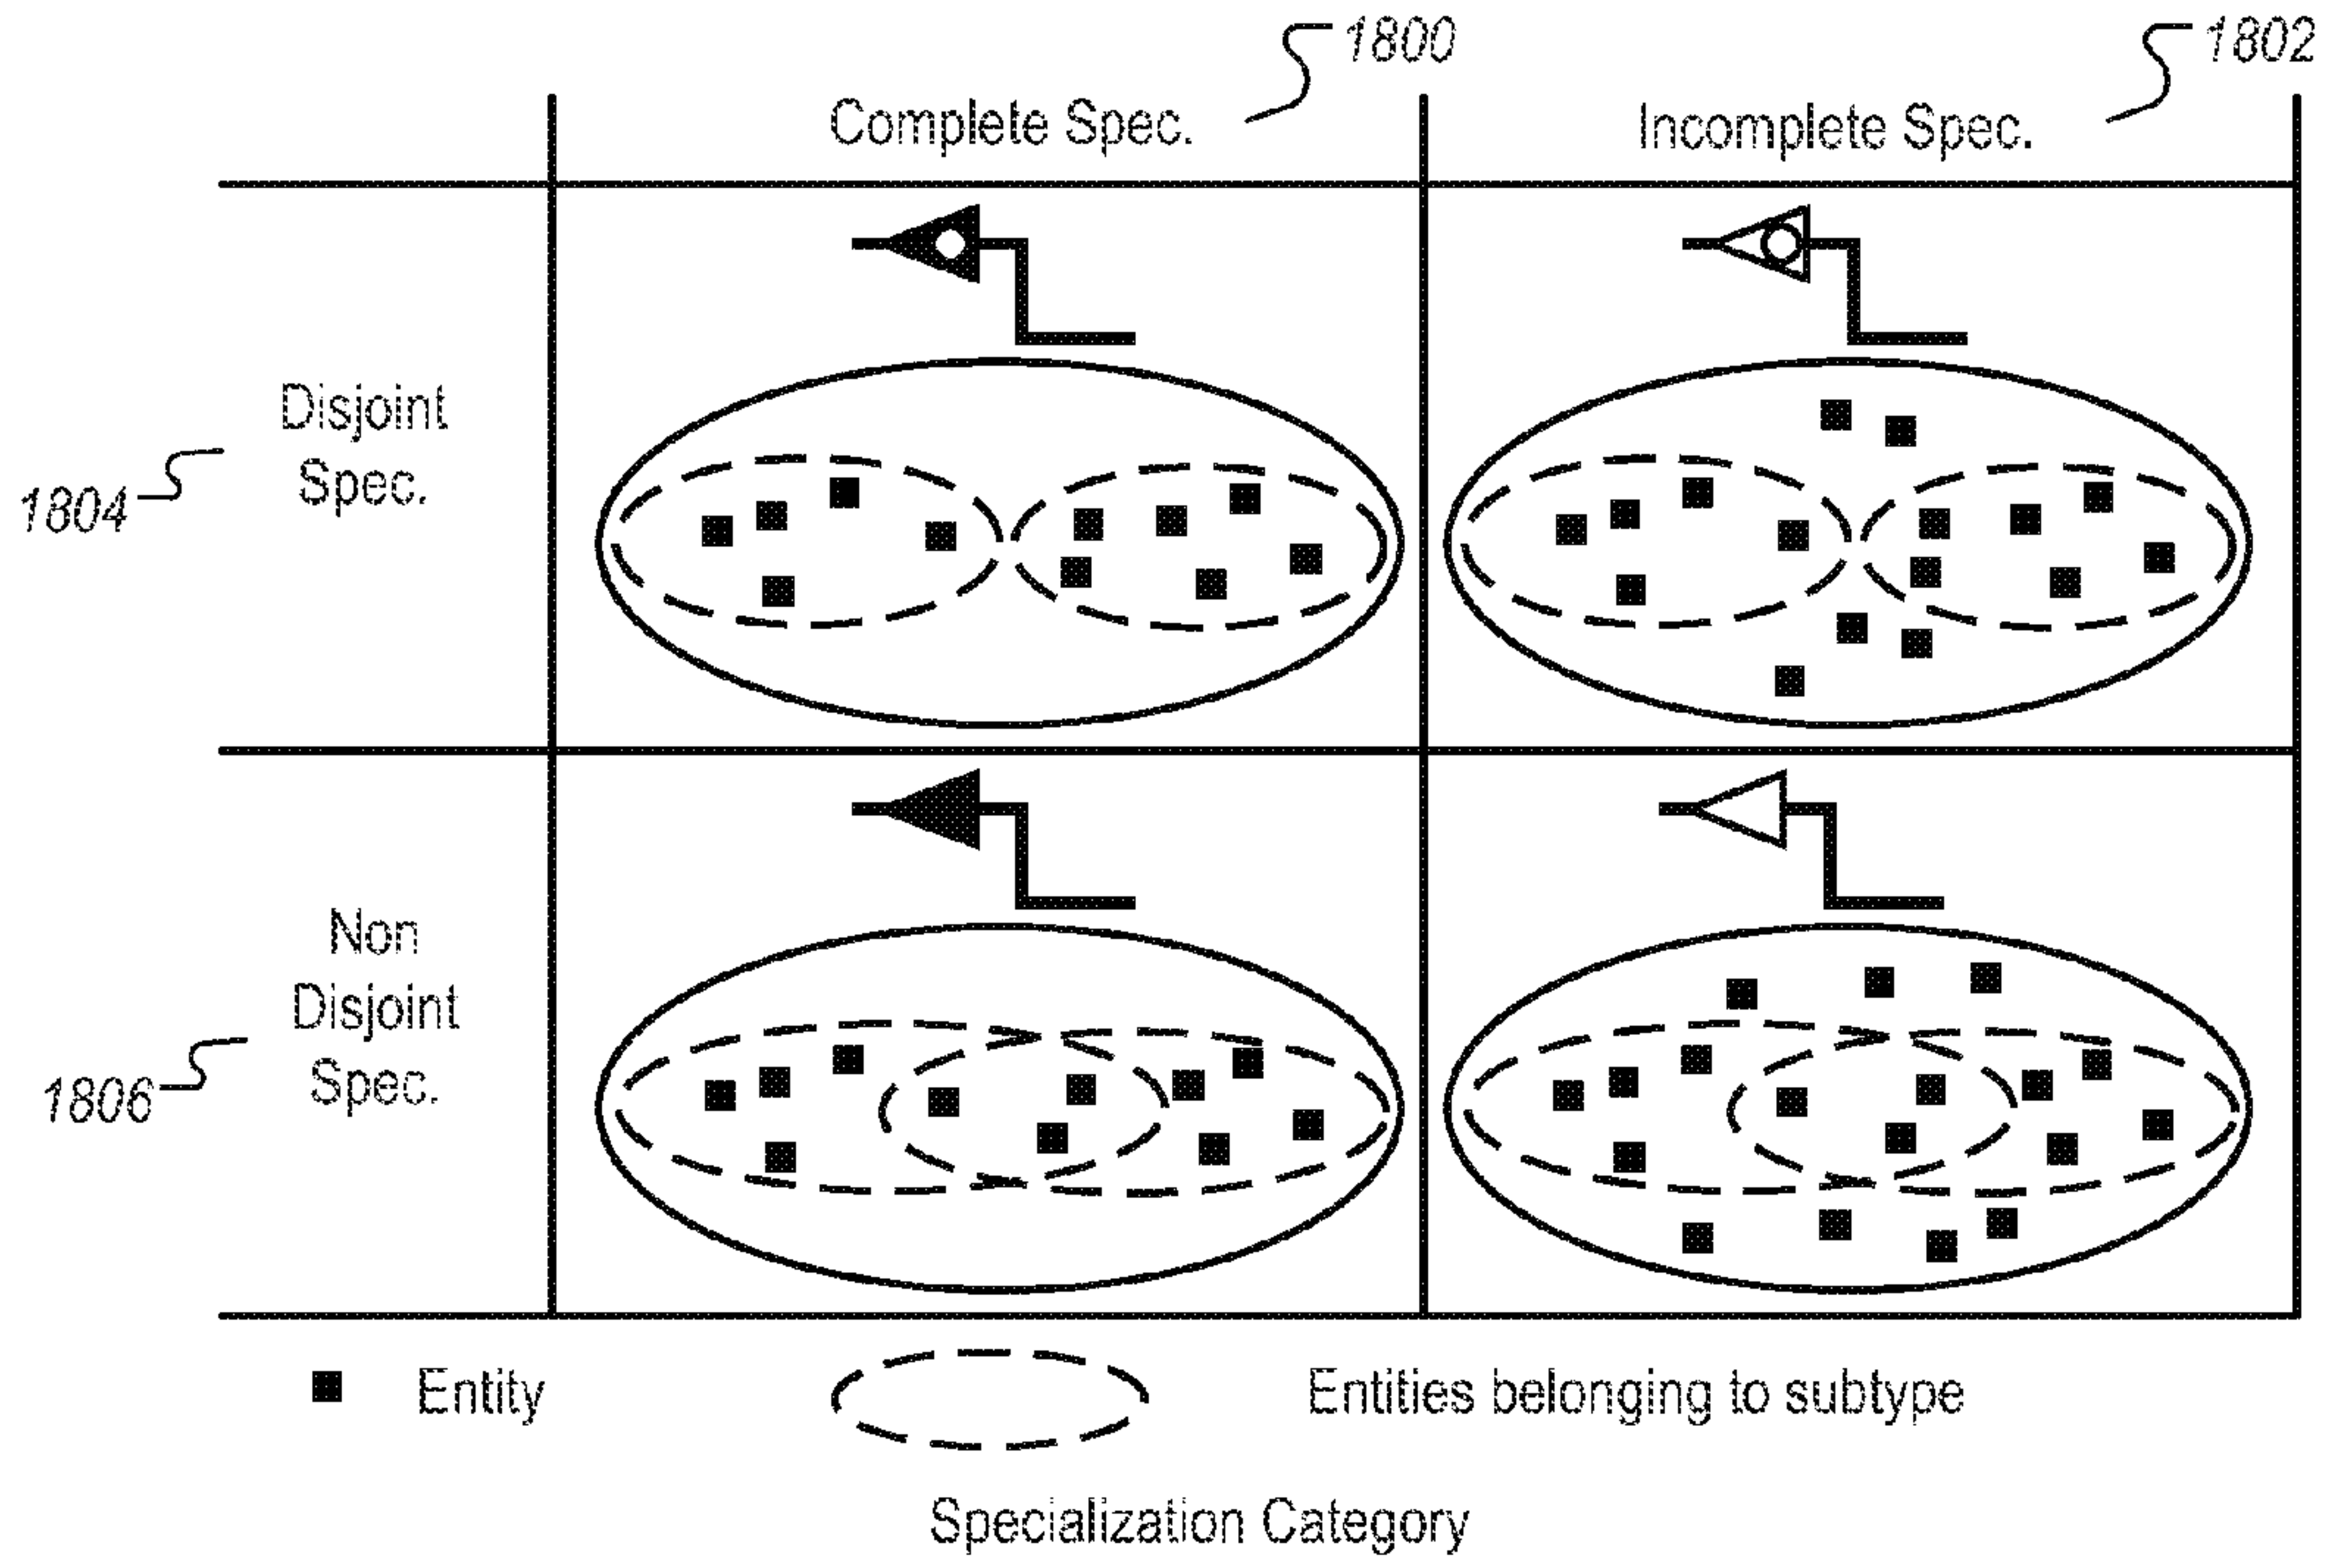 1800
1802
Complete Spec.
Incomplete Spec.
Disjoint
Spec.
1804
Non
Disjoint
Spec.
1806
Entity
Entities belonging to subtype
Specialization Category